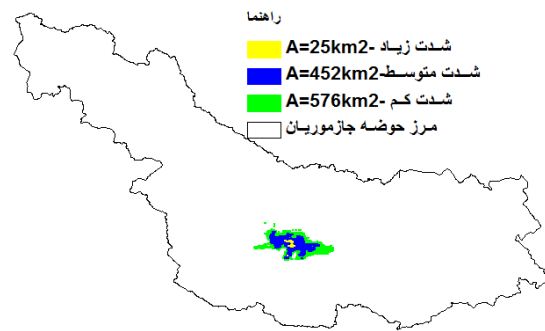 راهنما
شدت زیاد -A=25km2
شدت متوسط-A=452km2
شدت کم -A=576km2
مرز حوضه جازموریان